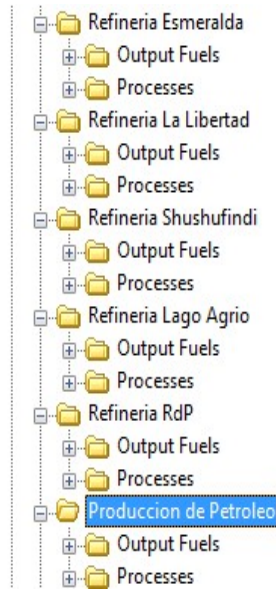 Refineria Esmeralda
Output Fuels
Processes
Refineria La Libertad
Output Fuels
Processes
Refineria Shushufindi
Output Fuels
Processes
Refineria Lago Agrio
Output Fuels
Processes
Refineria RdP
Output Fuels
Processes
Produccion de Petroleo
Output Fuels
Processes